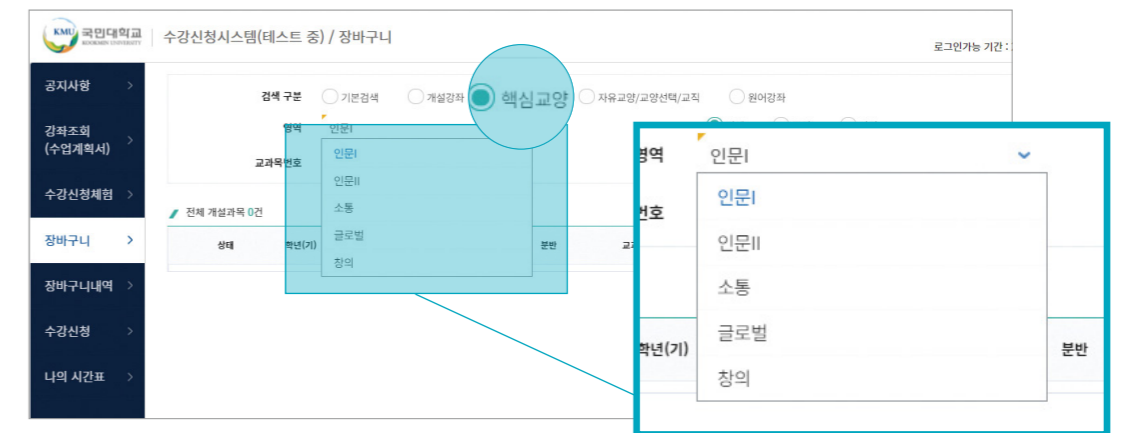 KMU 국민대학교
KOOKMIN UNIVERSITY
수강신청시스템(테스트 중) / 장바구니
로그인가능 기간 :
공지사항
강좌조회
(수업계획서)
수강신청체험
장바구니
장바구니내역
수강신청
나의 시간표
검색 구분 기본검색 개설강좌 핵심교양 자유교양/교양선택/교직 원어강좌
영역 인문I
교과목번호
인문I
인문II
소통
글로벌
창의
전체 개설과목 0건
상태 학년(기) 분반
영역 인문I
번호
인문I
인문II
소통
글로벌
창의
학년(기) 분반